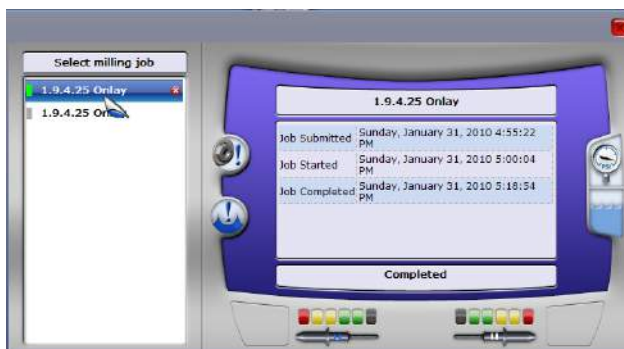 Select milling job
1.9.4.25 Onlay
1.9.4.25
1.9.4.25 Onlay
Job Submitted Sunday, January 31, 2010 4:55:22
PM
Job Started Sunday, January 31, 2010 5:00:04
PM
Job Completed Sunday, January 31, 2010 5:18:54
PM
Completed